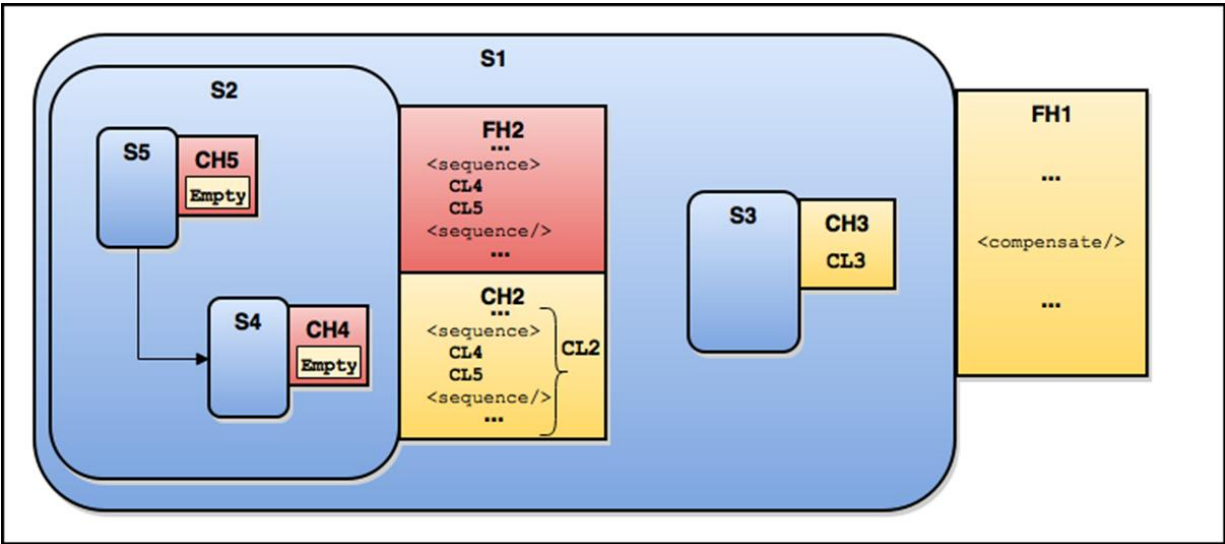 S1
S2
S5
CH5
Empty
S4
CH4
Empty
FH2
...
<sequence>
CL4
CL5
<sequence/>
...
CH2
...
<sequence>
CL4
CL5
<sequence/>
...
CL2
S3
CH3
CL3
FH1
...
<compensate/>
...